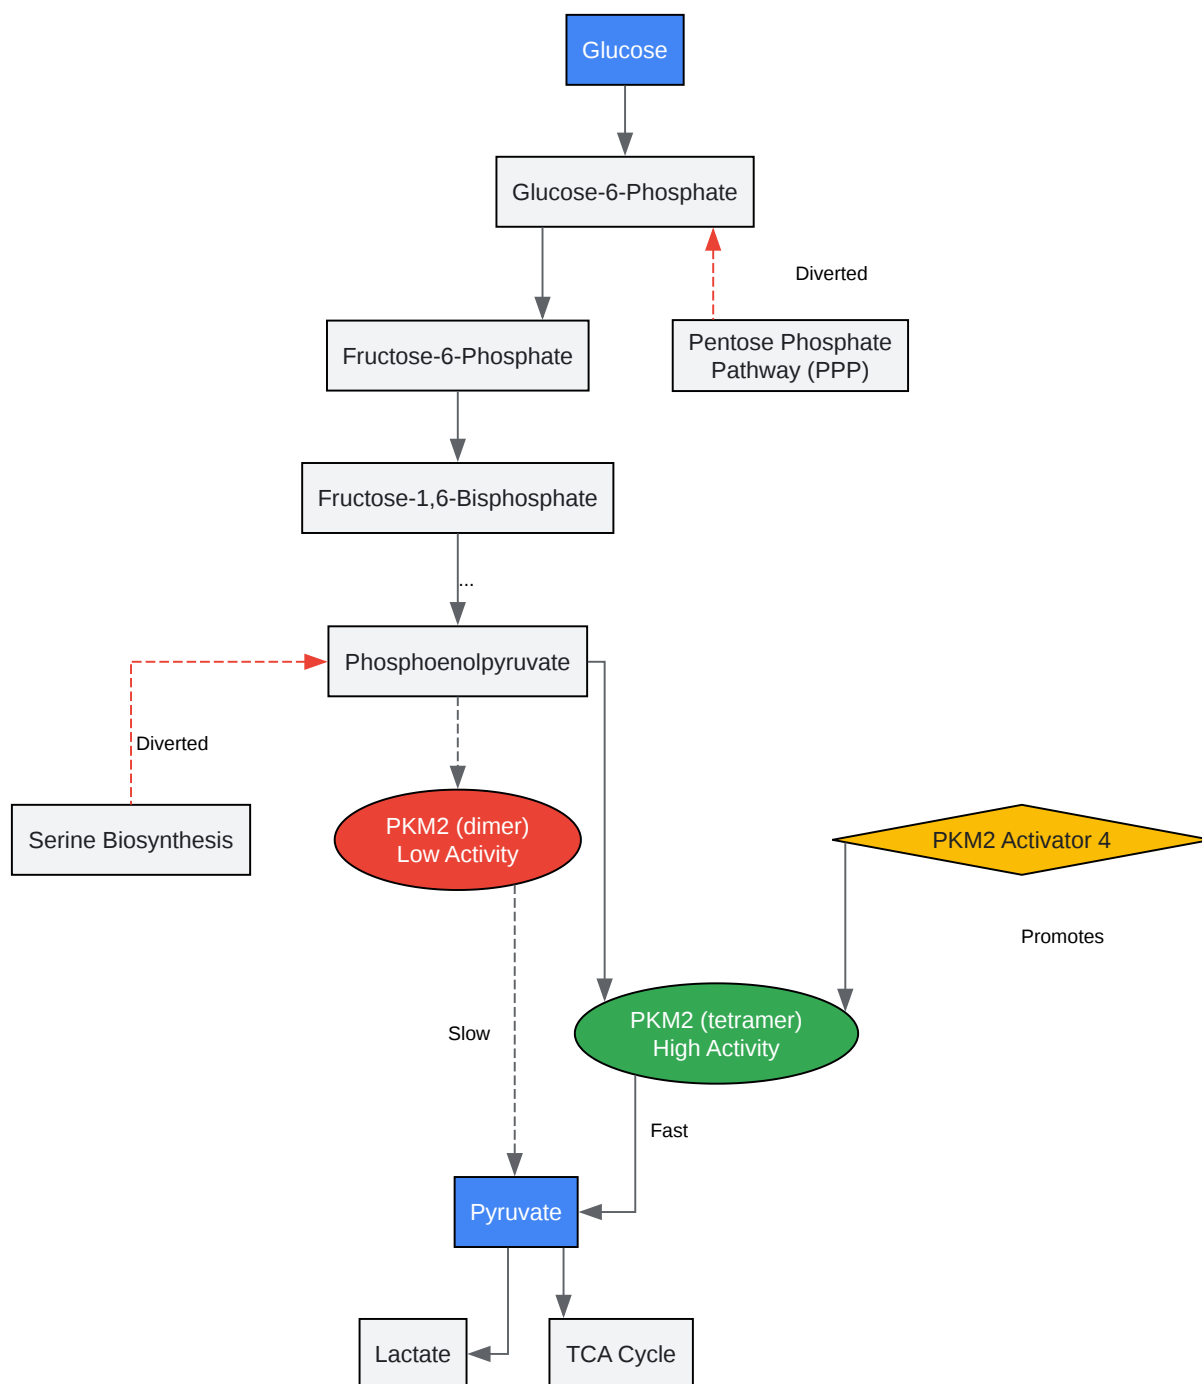 Glucose
Glucose-6-Phosphate
Diverted
Fructose-6-Phosphate
Pentose Phosphate
Pathway (PPP)
Fructose-1,6-Bisphosphate
...
Phosphoenolpyruvate
Diverted
Serine Biosynthesis
PKM2 (dimer)
Low Activity
PKM2 Activator 4
Promotes
Slow
PKM2 (tetramer)
High Activity
Fast
Pyruvate
Lactate
TCA Cycle